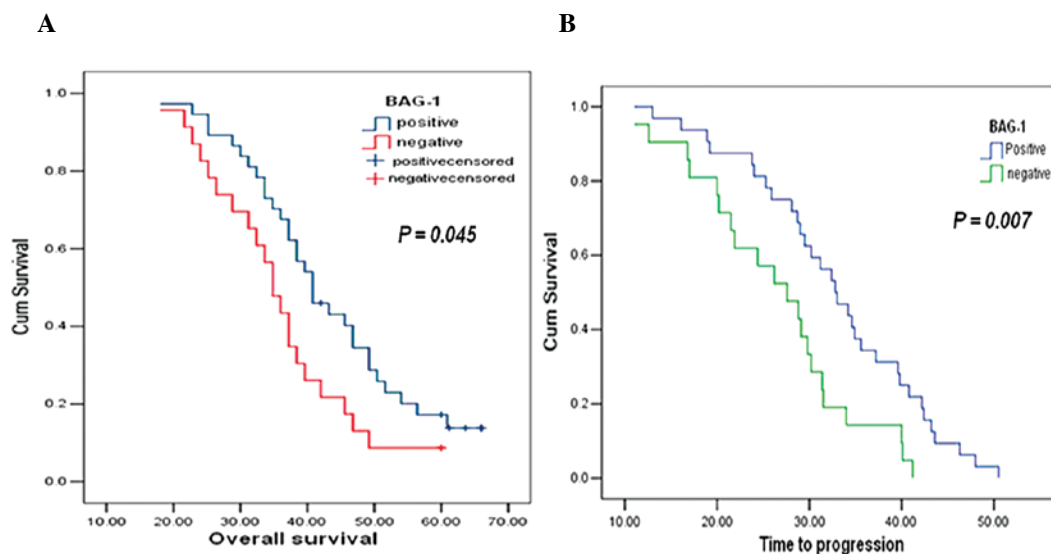 A
BAG-1
positive
negative
positivecensored
negativecensored
P = 0.045
Cum Survival
1.0
0.8
0.6
0.4
0.2
0.0
10.00 20.00 30.00 40.00 50.00 60.00 70.00
Overall survival
B
BAG-1
Positive
negative
P = 0.007
Cum Survival
1.0
0.8
0.6
0.4
0.2
0.0
10.00 20.00 30.00 40.00 50.00
Time to progression